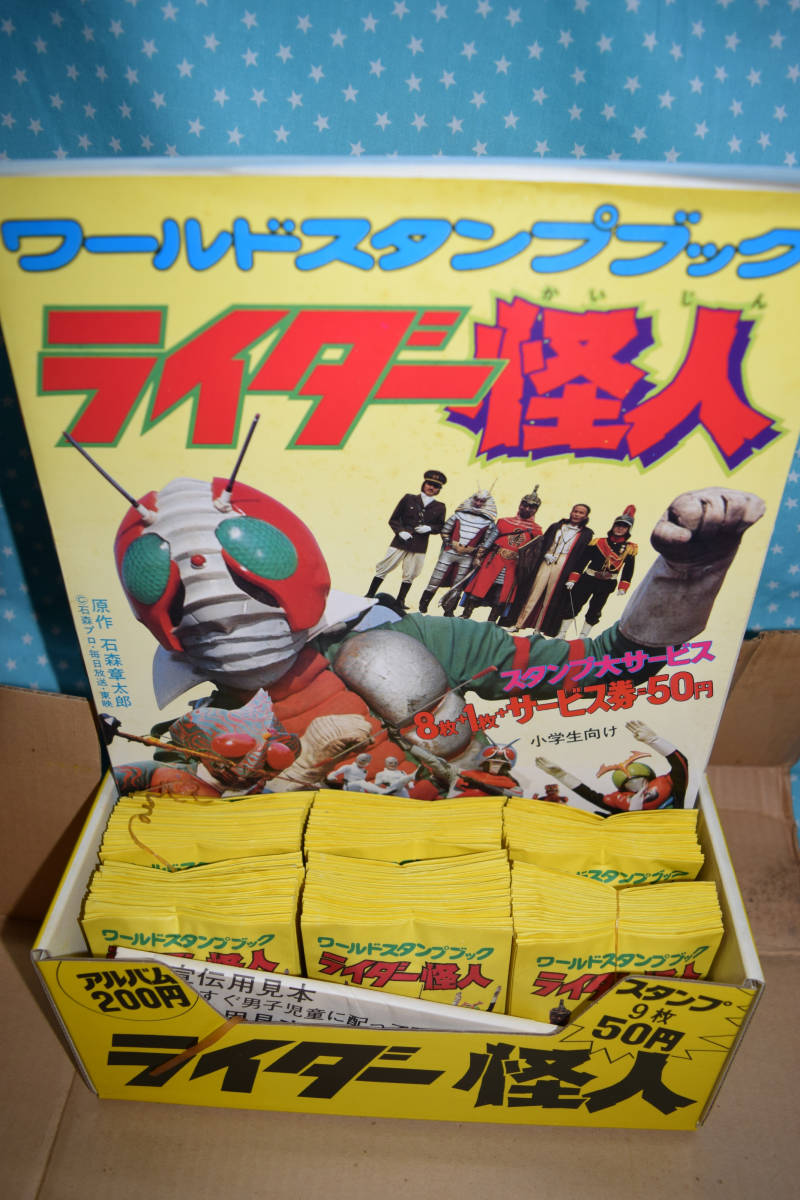 ワールドスタンプブック
かいじん
ライダー怪人
原作 石森章太郎
©石森プロ・毎日放送・東映
スタンプ大サービス
8枚+1枚+サービス券=50円
小学生向け
ワールドスタンプブック
ライダー怪人
ワールドスタンプブック
ライダー怪人
ワールドスタンプブック
ライダー怪人
宣伝用見本
すぐ男子児童に配って
アルバム
200円
スタンプ
9枚
50円
ライダー怪人